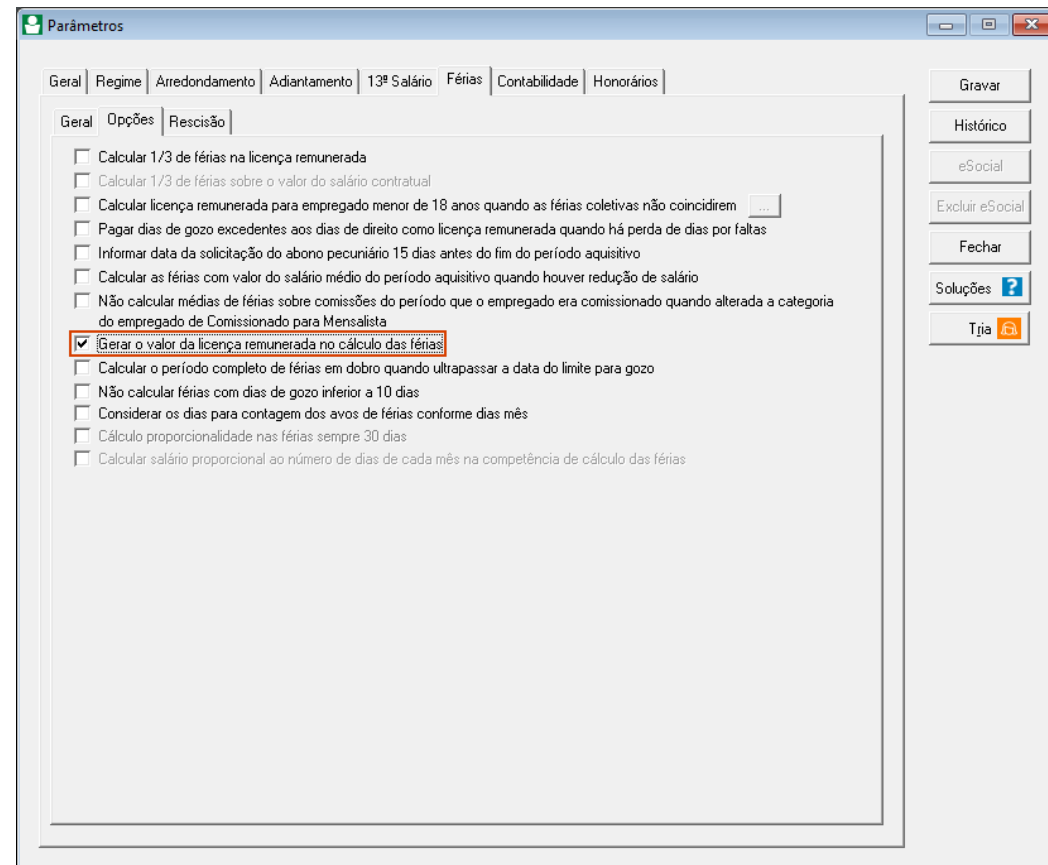 Parâmetros
Geral Regime Arredondamento Adiantamento 13º Salário Férias Contabilidade Honorários
Geral Opções Rescisão
Calcular 1/3 de férias na licença remunerada
Calcular 1/3 de férias sobre o valor do salário contratual
Calcular licença remunerada para empregado menor de 18 anos quando as férias coletivas não coincidirem ...
Pagar dias de gozo excedentes aos dias de direito como licença remunerada quando há perda de dias por faltas
Informar data da solicitação do abono pecuniário 15 dias antes do fim do período aquisitivo
Calcular as férias com valor do salário médio do período aquisitivo quando houver redução de salário
Não calcular médias de férias sobre comissões do período que o empregado era comissionado quando alterada a categoria
do empregado de Comissionado para Mensalista
Gerar o valor da licença remunerada no cálculo das férias
Calcular o período completo de férias em dobro quando ultrapassar a data do limite para gozo
Não calcular férias com dias de gozo inferior a 10 dias
Considerar os dias para contagem dos avos de férias conforme dias mês
Cálculo proporcionalidade nas férias sempre 30 dias
Calcular salário proporcional ao número de dias de cada mês na competência de cálculo das férias
Gravar
Histórico
eSocial
Excluir eSocial
Fechar
Soluções ?
Tria